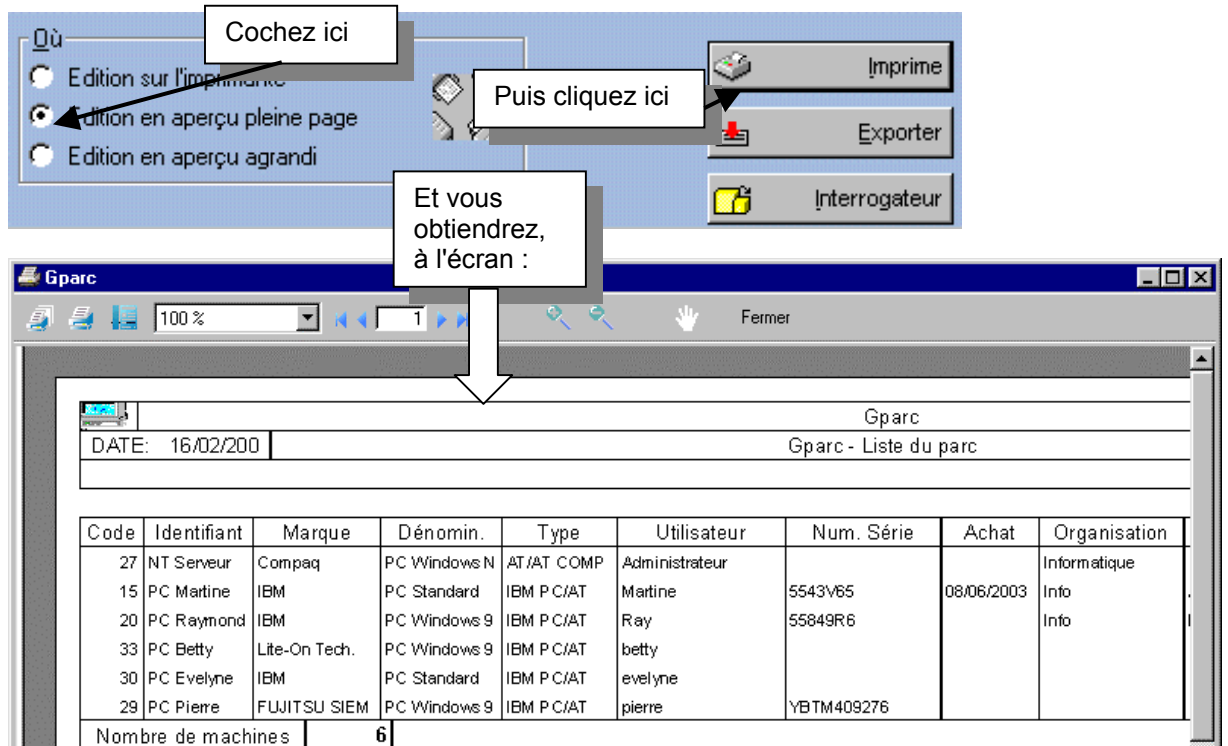 Où
Cochez ici
Edition sur l'imprimante
Edition en aperçu pleine page
Edition en aperçu agrandi
Puis cliquez ici
Imprime
Exporter
Interrogateur
Et vous
obtiendrez,
à l'écran :
Gparc
100 % 1 Fermer
Gparc
DATE: 16/02/200 Gparc - Liste du parc
Code Identifiant Marque Dénomin. Type Utilisateur Num. Série Achat Organisation
27 NT Serveur Compaq PC Windows N AT/AT COMP Administrateur Informatique
15 PC Martine IBM PC Standard IBM PC/AT Martine 5543V65 08/06/2003 Info
20 PC Raymond IBM PC Windows 9 IBM PC/AT Ray 55849R6 Info
33 PC Betty Lite-On Tech. PC Windows 9 IBM PC/AT betty
30 PC Evelyne IBM PC Standard IBM PC/AT evelyne
29 PC Pierre FUJITSU SIEM PC Windows 9 IBM PC/AT pierre YBTM409276
Nombre de machines 6